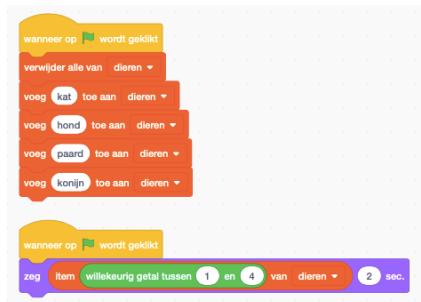 wanneer op wordt geklikt
verwijder alle van dieren
voeg kat toe aan dieren
voeg hond toe aan dieren
voeg paard toe aan dieren
voeg konijn toe aan dieren
wanneer op wordt geklikt
zeg item willekeurig getal tussen 1 en 4 van dieren 2 sec.